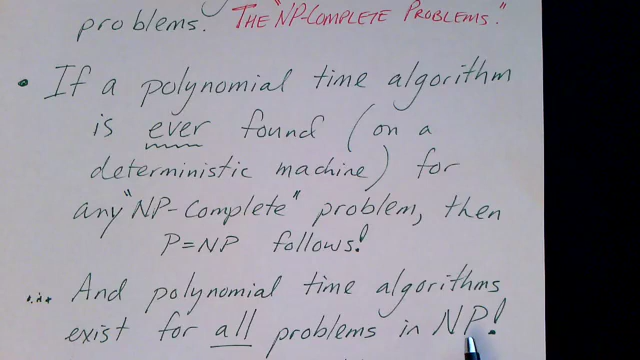 problems. THE "NP-COMPLETE PROBLEMS."
• If a polynomial time algorithm
is ever found (on a
deterministic machine) for
any "NP-Complete" problem, then
P=NP follows!
... And polynomial time algorithms
exist for all problems in NP!